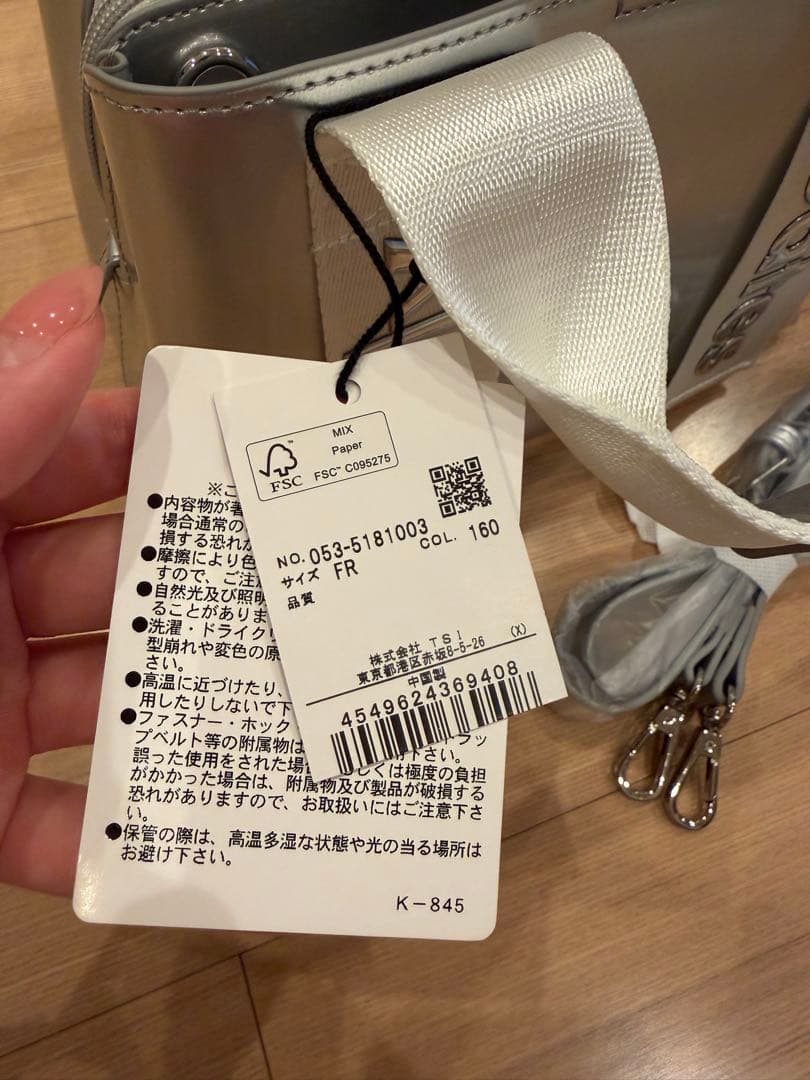 MIX
Paper
FSC™ C095275
FSC
NO. 053-5181003
COL. 160
サイズ FR
品質
株式会社 TSI
東京都港区赤坂8-5-26 (X)
中国製
4549624369408
※こ
●内容物が著
場合通常の
損する恐れが
●摩擦により色
すので、ご注
●自然光及び照明
ることがありま
●洗濯・ドライクリ
型崩れや変色の原
さい。
●高温に近づけたり、
用したりしないで下
●ファスナー・ホック
プベルト等の附属物は
誤った使用をされた場
くは極度の負担
がかかった場合は、附属物及び製品が破損する
恐れがありますので、お取扱いにはご注意下さ
い。
●保管の際は、高温多湿な状態や光の当る場所は
お避け下さい。
K-845